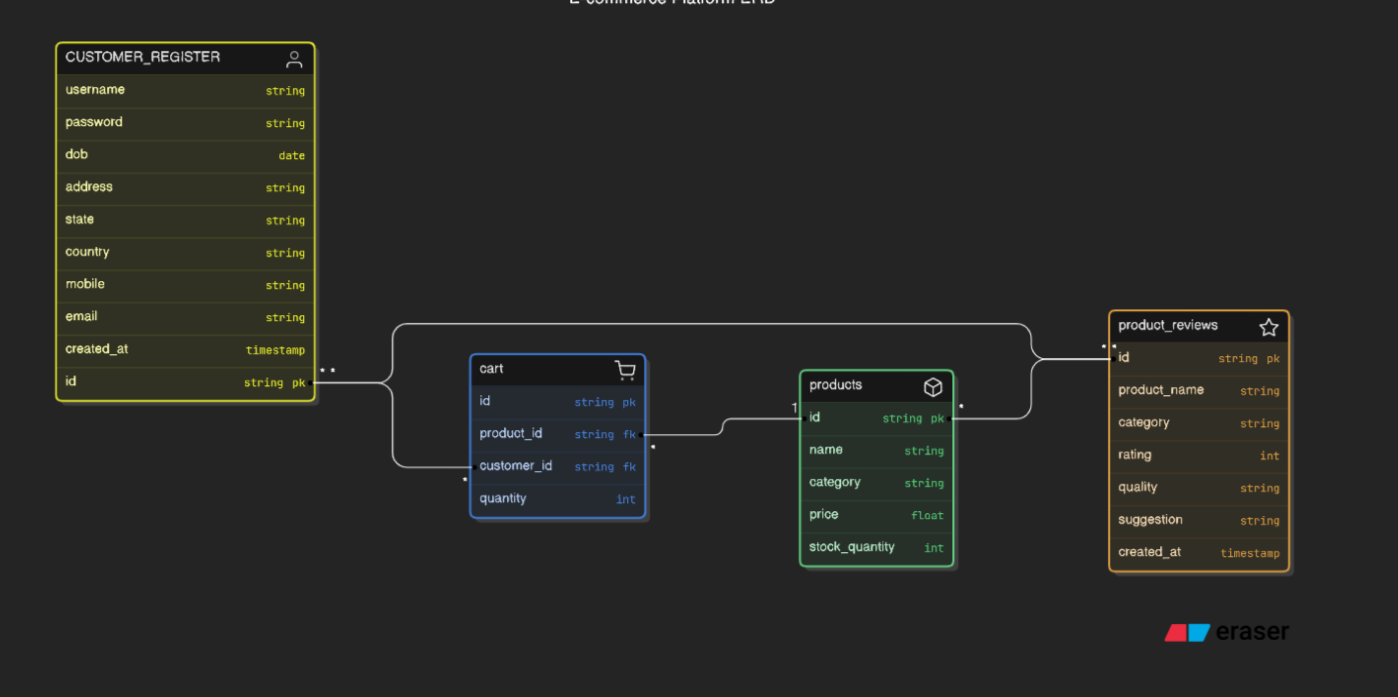 E-commerce Platform ERD
CUSTOMER_REGISTER
username string
password string
dob date
address string
state string
country string
mobile string
email string
created_at timestamp
id string pk
* *
cart
id string pk
product_id string fk
*
customer_id string fk
*
quantity int
products
1
id string pk
*
name string
category string
price float
stock_quantity int
product_reviews
* *
id string pk
product_name string
category string
rating int
quality string
suggestion string
created_at timestamp
eraser